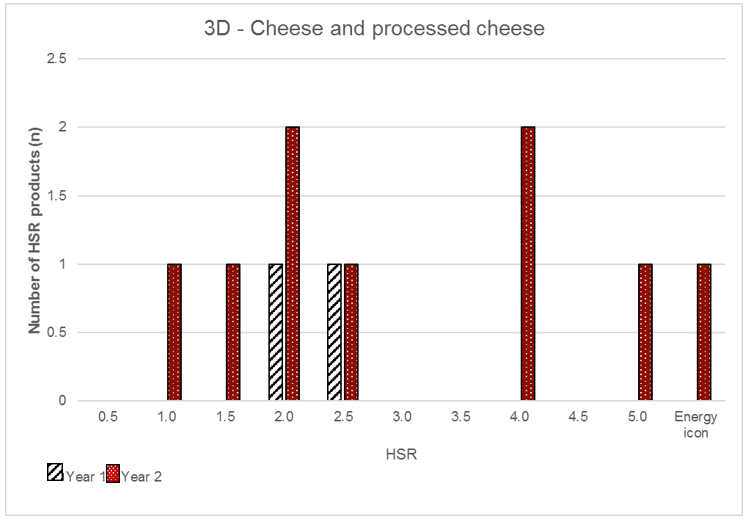 3D - Cheese and processed cheese
2.5
2
1.5
1
0.5
0
Number of HSR products (n)
0.5 1.0 1.5 2.0 2.5 3.0 3.5 4.0 4.5 5.0 Energy
icon
HSR
Year 1 Year 2